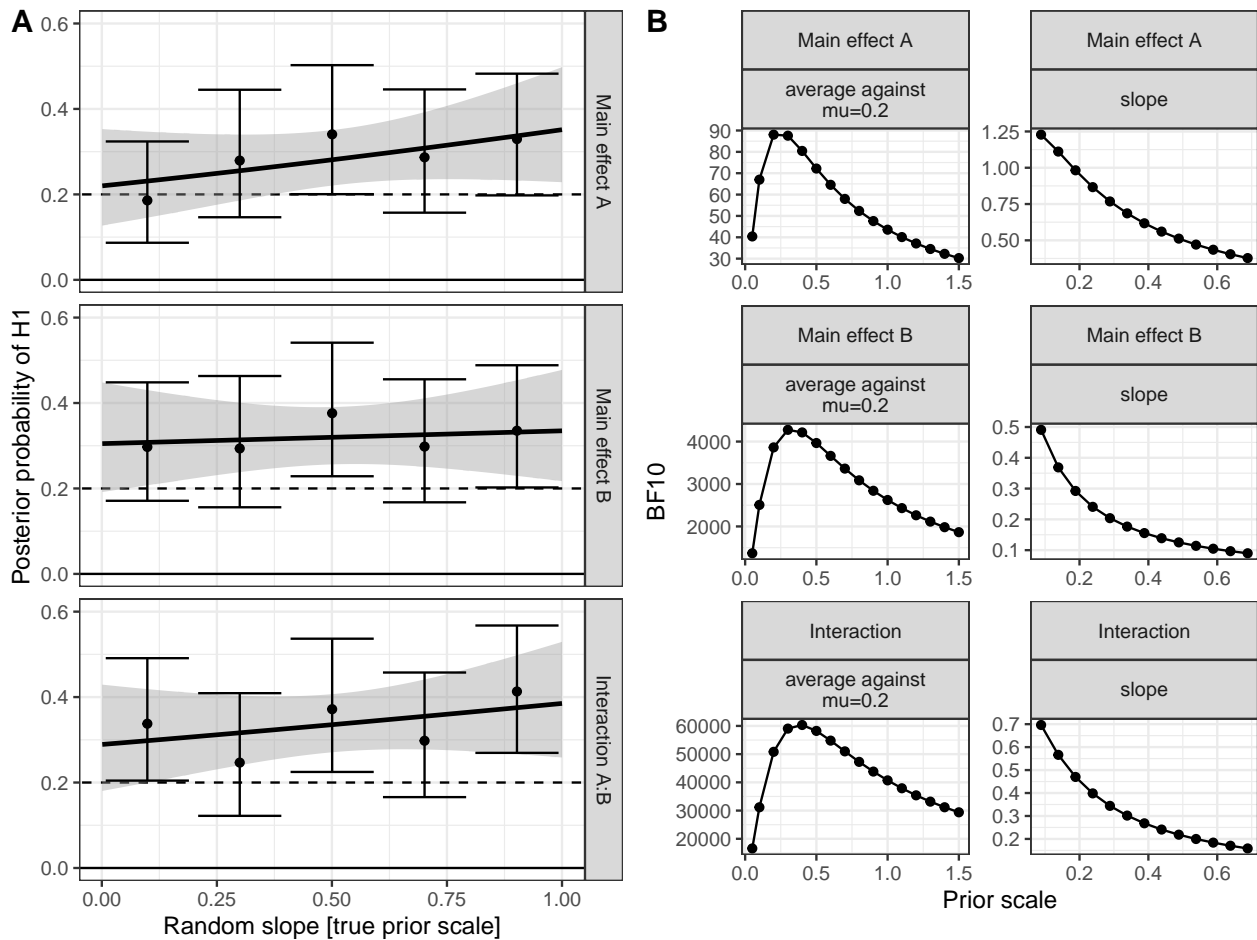 A
Posterior probability of H1
0.6
0.4
0.2
0.0
Main effect A
0.6
0.4
0.2
0.0
Main effect B
0.6
0.4
0.2
0.0
Interaction A:B
0.00 0.25 0.50 0.75 1.00
Random slope [true prior scale]
B
BF10
Main effect A
average against
mu=0.2
90
80
70
60
50
40
30
0.0 0.5 1.0 1.5
Main effect A
slope
1.25
1.00
0.75
0.50
0.2 0.4 0.6
Main effect B
average against
mu=0.2
4000
3000
2000
0.0 0.5 1.0 1.5
Main effect B
slope
0.5
0.4
0.3
0.2
0.1
0.2 0.4 0.6
Interaction
average against
mu=0.2
60000
50000
40000
30000
20000
0.0 0.5 1.0 1.5
Interaction
slope
0.7
0.6
0.5
0.4
0.3
0.2
0.2 0.4 0.6
Prior scale